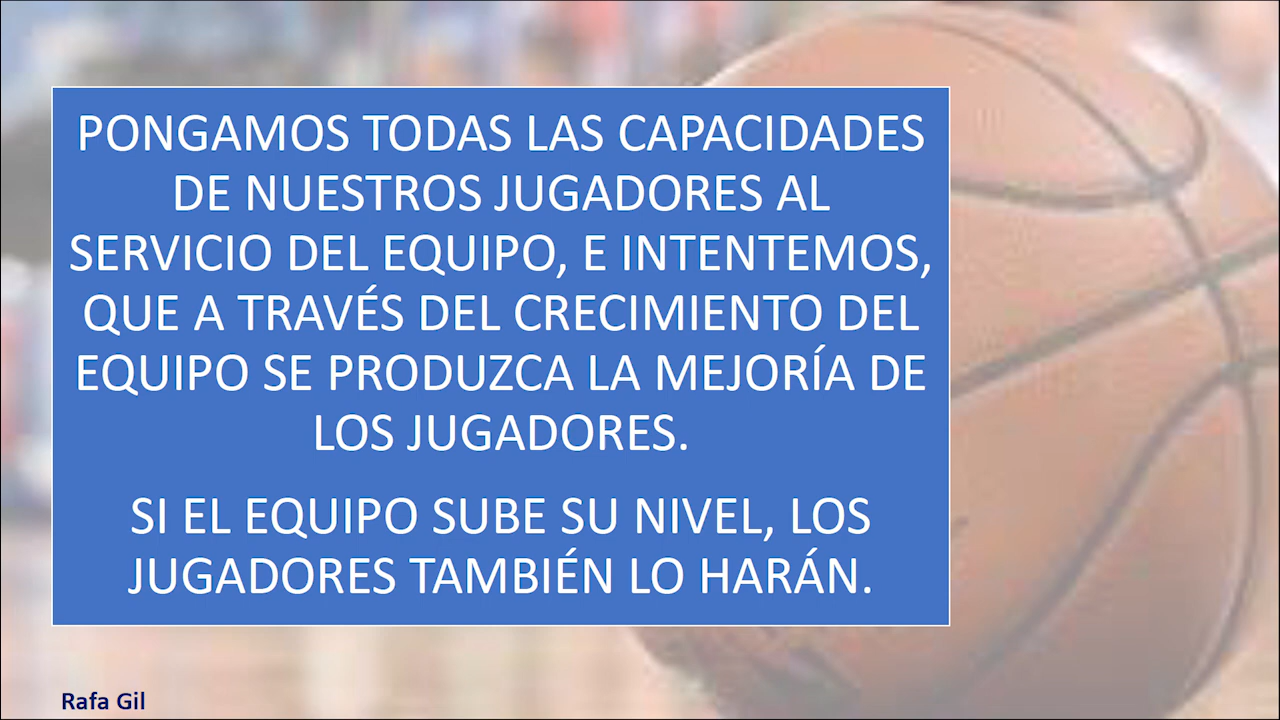 PONGAMOS TODAS LAS CAPACIDADES
DE NUESTROS JUGADORES AL
SERVICIO DEL EQUIPO, E INTENTEMOS,
QUE A TRAVÉS DEL CRECIMIENTO DEL
EQUIPO SE PRODUZCA LA MEJORÍA DE
LOS JUGADORES.
SI EL EQUIPO SUBE SU NIVEL, LOS
JUGADORES TAMBIÉN LO HARÁN.
Rafa Gil